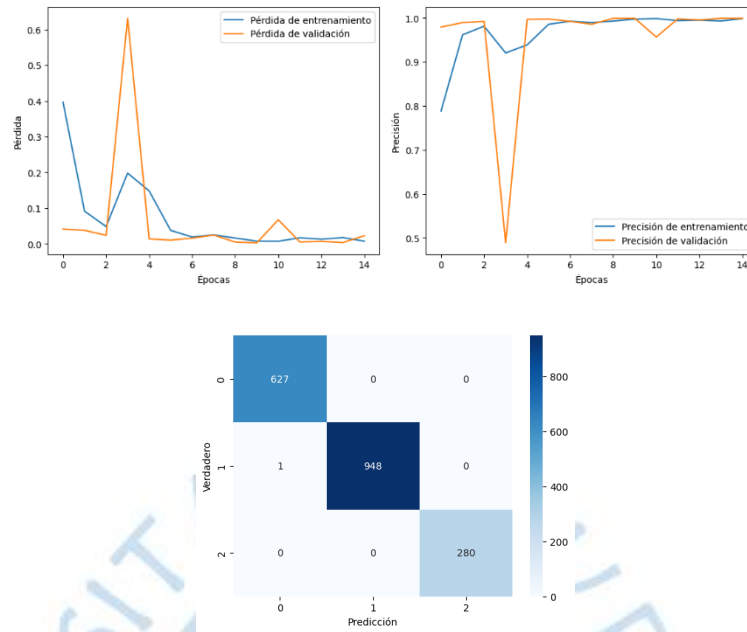 Pérdida de entrenamiento
Pérdida de validación
0.6
0.5
0.4
0.3
0.2
0.1
0.0
Pérdida
0 2 4 6 8 10 12 14
Épocas
1.0
0.9
0.8
0.7
0.6
0.5
Precisión
Precisión de entrenamiento
Precisión de validación
0 2 4 6 8 10 12 14
Épocas
627 0 0
1 948 0
0 0 280
0
1
2
Verdadero
0 1 2
Predicción
800
600
400
200
0
SIT